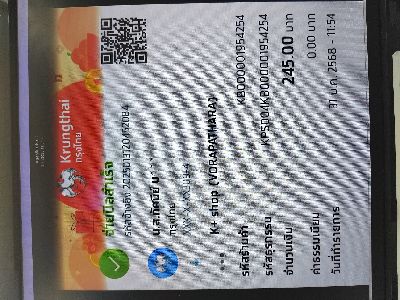 Krungthai
กรุงไทย
จ่ายบิลสำเร็จ
รหัสอ้างอิง
น.ส.ทัศนีย์
กรุงไทย
K+ shop (VORAPATHARA)
รหัสร้านค้า KB000001954254
รหัสธุรกรรม KPS004KB000001954254
จำนวนเงิน 245.00 บาท
ค่าธรรมเนียม 0.00 บาท
วันที่ทำรายการ 31 ม.ค. 2568 - 11:54